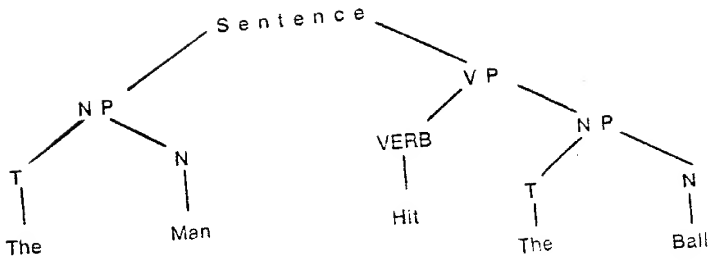 Sentence
NP VP
T N VERB NP
The Man Hit T N
The Ball